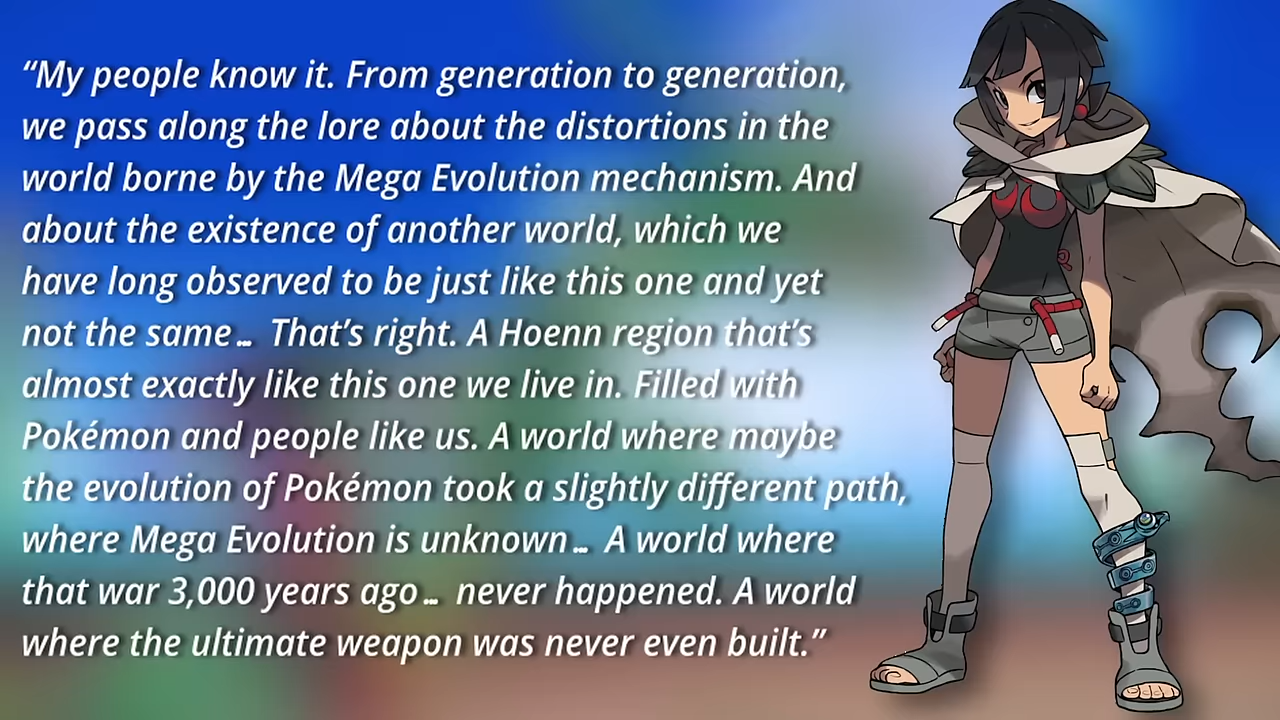 “My people know it. From generation to generation,
we pass along the lore about the distortions in the
world borne by the Mega Evolution mechanism. And
about the existence of another world, which we
have long observed to be just like this one and yet
not the same... That’s right. A Hoenn region that’s
almost exactly like this one we live in. Filled with
Pokémon and people like us. A world where maybe
the evolution of Pokémon took a slightly different path,
where Mega Evolution is unknown... A world where
that war 3,000 years ago... never happened. A world
where the ultimate weapon was never even built.”